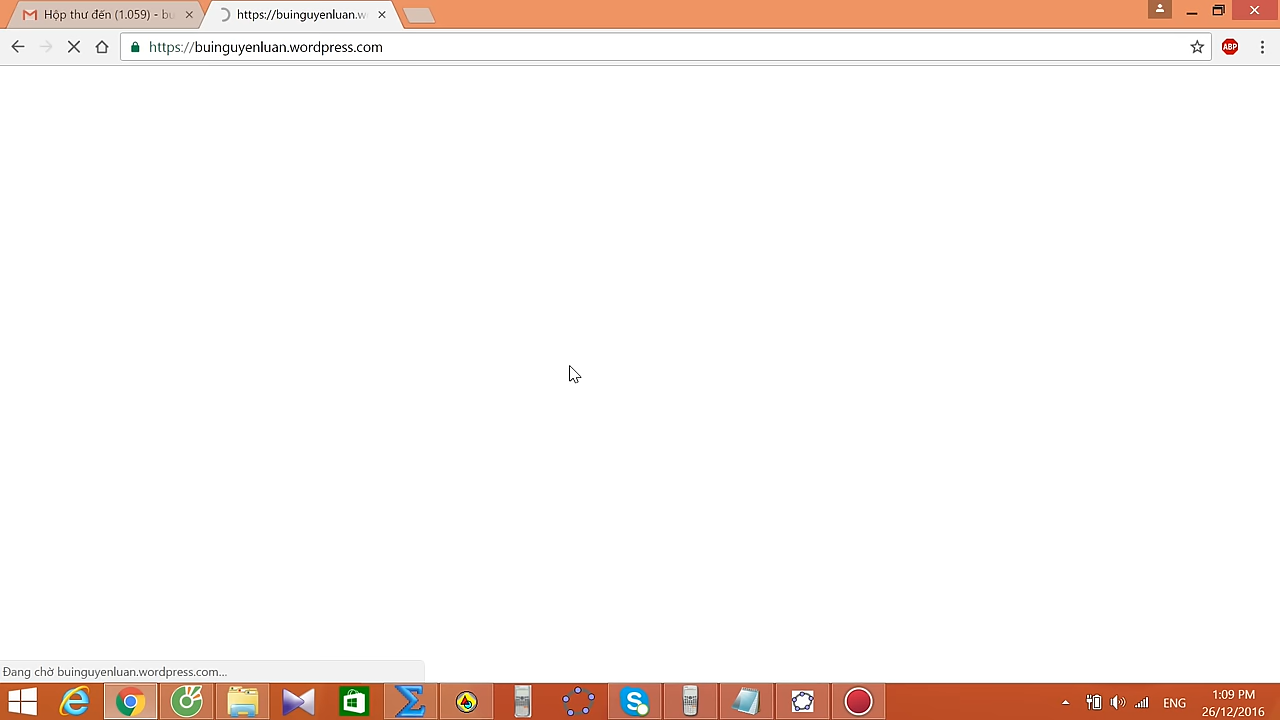 Hộp thư đến (1.059) - bu
https://buinguyenluan.w
https://buinguyenluan.wordpress.com
ABP
Đang chờ buinguyenluan.wordpress.com...
ENG
1:09 PM
26/12/2016